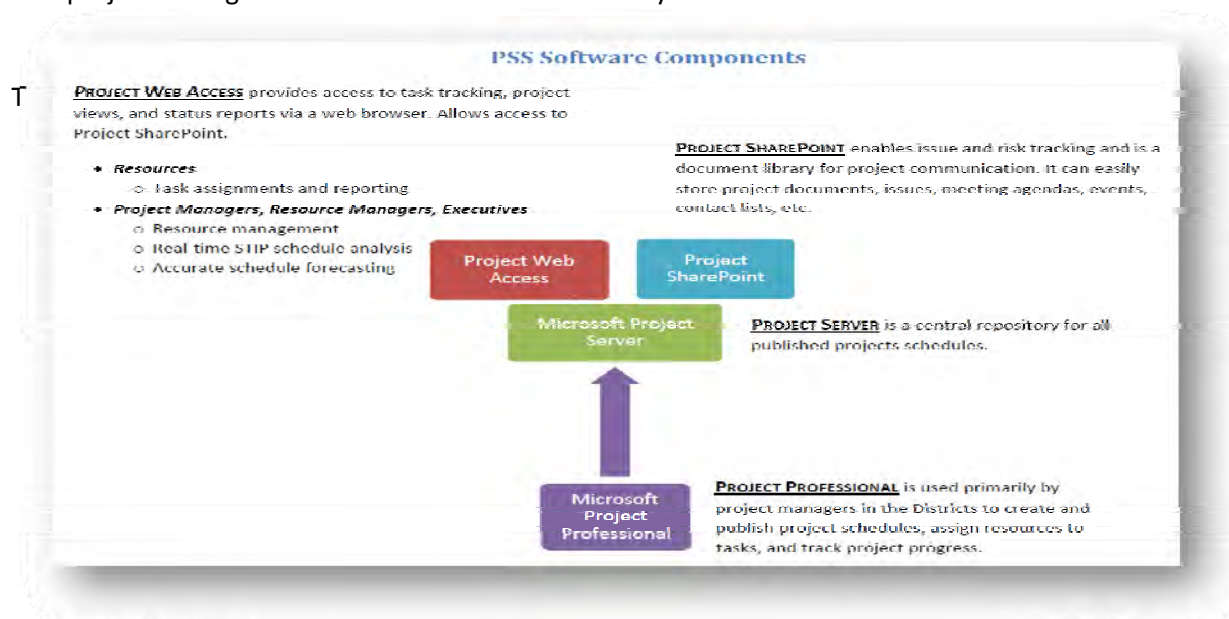 PSS Software Components
T
PROJECT WEB ACCESS provides access to task tracking, project
views, and status reports via a web browser. Allows access to
Project SharePoint.
• Resources
○ Task assignments and reporting
• Project Managers, Resource Managers, Executives
○ Resource management
○ Real time STIP schedule analysis
○ Accurate schedule forecasting
PROJECT SHAREPOINT enables issue and risk tracking and is a
document library for project communication. It can easily
store project documents, issues, meeting agendas, events,
contact lists, etc.
Project Web
Access
Project
SharePoint
Microsoft Project
Server
PROJECT SERVER is a central repository for all
published projects schedules.
Microsoft
Project
Professional
PROJECT PROFESSIONAL is used primarily by
project managers in the Districts to create and
publish project schedules, assign resources to
tasks, and track project progress.